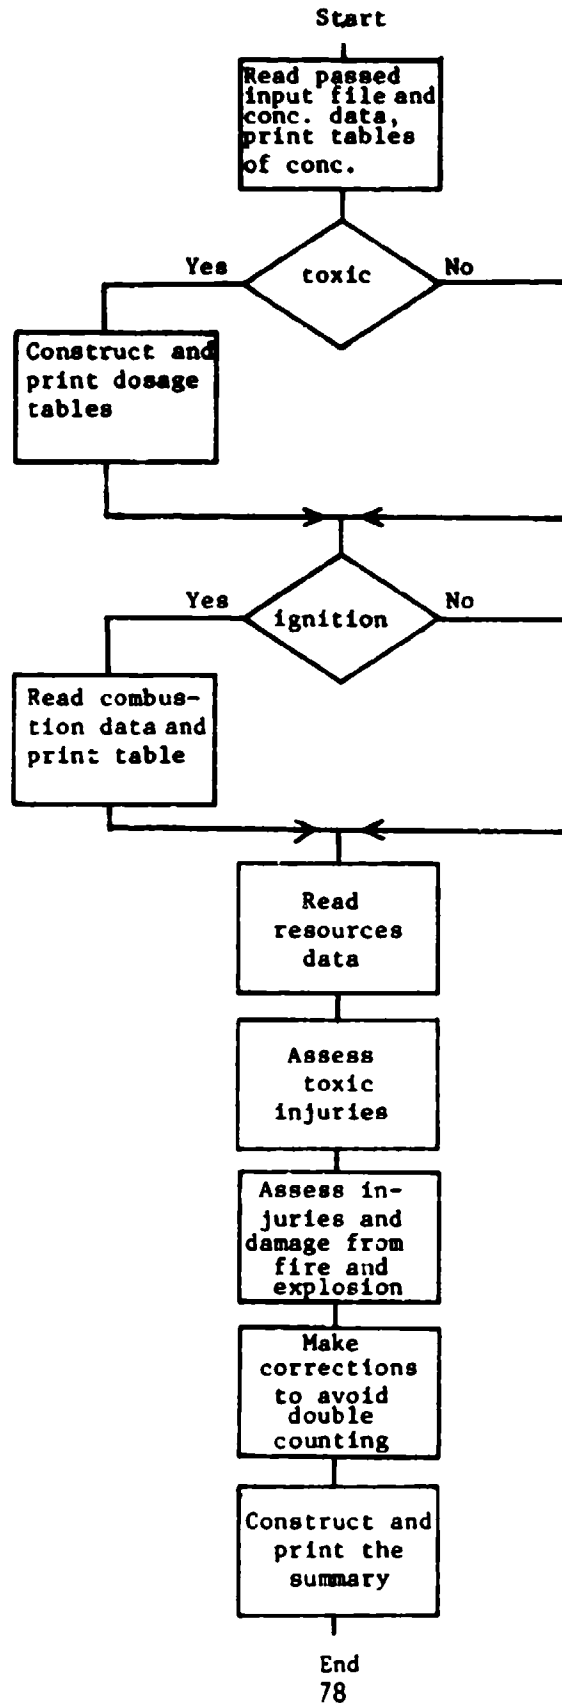 Start
Read passed
input file and
conc. data,
print tables
of conc.
Yes
toxic
No
Construct and
print dosage
tables
Yes
ignition
No
Read combus-
tion data and
print table
Read
resources
data
Assess
toxic
injuries
Assess in-
juries and
damage from
fire and
explosion
Make
corrections
to avoid
double
counting
Construct and
print the
summary
End
78